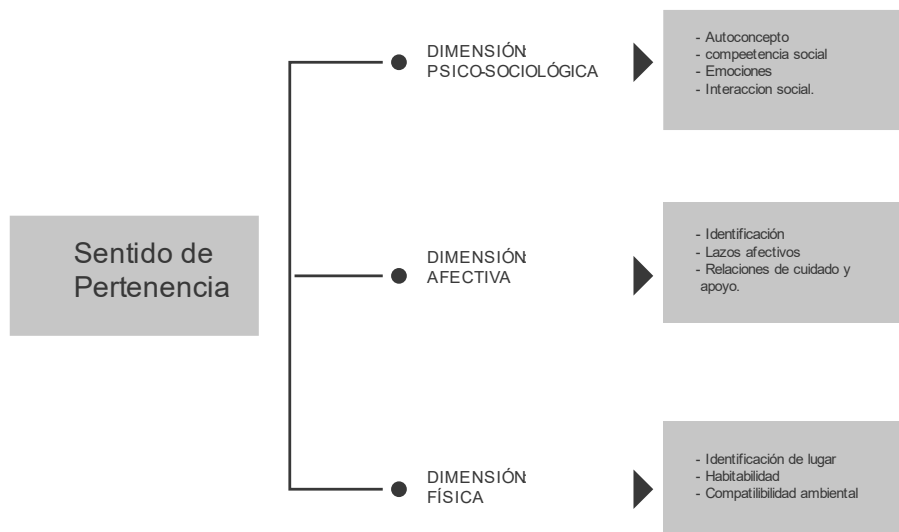 Sentido de
Pertenencia
DIMENSIÓN:
PSICO-SOCIOLÓGICA
- Autoconcepto
- compeetencia social
- Emociones
- Interaccion social.
DIMENSIÓN:
AFECTIVA
- Identificación
- Lazos afectivos
- Relaciones de cuidado y
apoyo.
DIMENSIÓN:
FÍSICA
- Identificación de lugar
- Habitabilidad
- Compatilibilidad ambiental